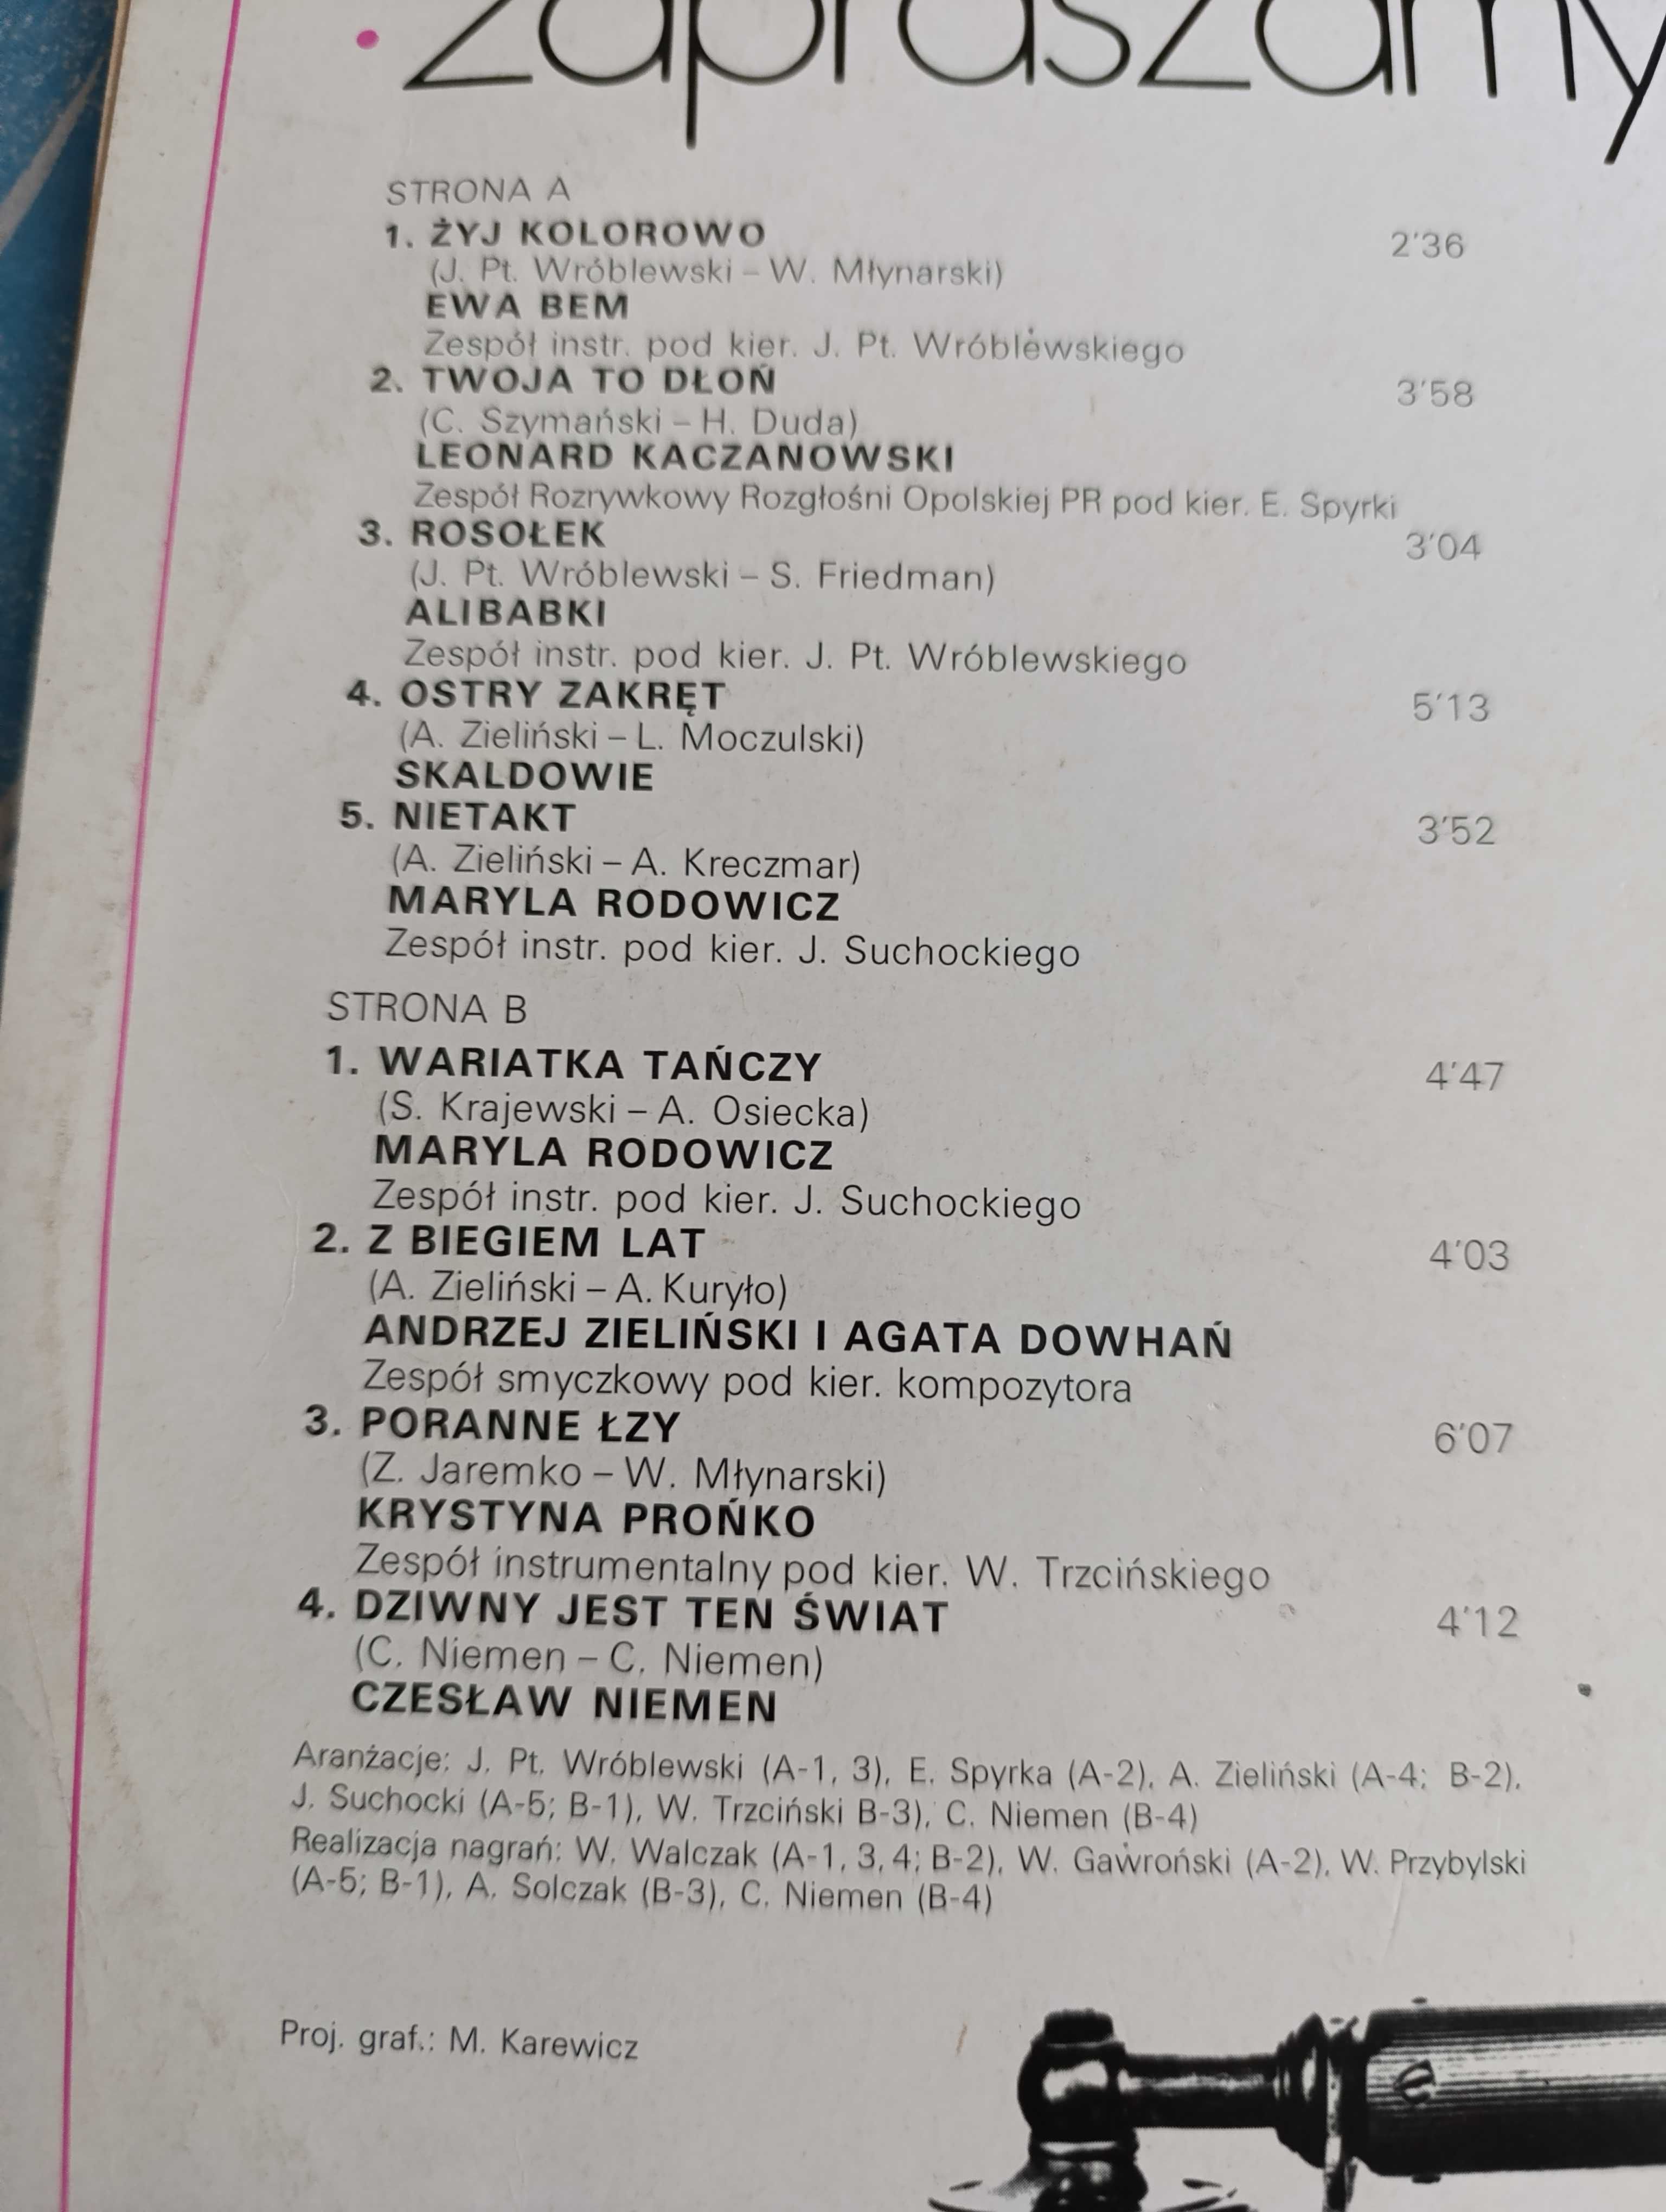 zapraszamy
STRONA A
1. ŻYJ KOLOROWO 2'36
(J. Pt. Wróblewski – W. Młynarski)
EWA BEM
Zespół instr. pod kier. J. Pt. Wróblewskiego
2. TWOJA TO DŁOŃ 3'58
(C. Szymański – H. Duda)
LEONARD KACZANOWSKI
Zespół Rozrywkowy Rozgłośni Opolskiej PR pod kier. E. Spyrki
3. ROSOŁEK 3'04
(J. Pt. Wróblewski – S. Friedman)
ALIBABKI
Zespół instr. pod kier. J. Pt. Wróblewskiego
4. OSTRY ZAKRĘT 5'13
(A. Zieliński – L. Moczulski)
SKALDOWIE
5. NIETAKT 3'52
(A. Zieliński – A. Kreczmar)
MARYLA RODOWICZ
Zespół instr. pod kier. J. Suchockiego
STRONA B
1. WARIATKA TAŃCZY 4'47
(S. Krajewski – A. Osiecka)
MARYLA RODOWICZ
Zespół instr. pod kier. J. Suchockiego
2. Z BIEGIEM LAT 4'03
(A. Zieliński – A. Kuryło)
ANDRZEJ ZIELIŃSKI I AGATA DOWHAŃ
Zespół smyczkowy pod kier. kompozytora
3. PORANNE ŁZY 6'07
(Z. Jaremko – W. Młynarski)
KRYSTYNA PROŃKO
Zespół instrumentalny pod kier. W. Trzcińskiego
4. DZIWNY JEST TEN ŚWIAT 4'12
(C. Niemen – C. Niemen)
CZESŁAW NIEMEN
Aranżacje: J. Pt. Wróblewski (A-1, 3), E. Spyrka (A-2), A. Zieliński (A-4; B-2),
J. Suchocki (A-5; B-1), W. Trzciński B-3), C. Niemen (B-4)
Realizacja nagrań: W. Walczak (A-1, 3, 4; B-2), W. Gawroński (A-2), W. Przybylski
(A-5; B-1), A. Solczak (B-3), C. Niemen (B-4)
Proj. graf.: M. Karewicz